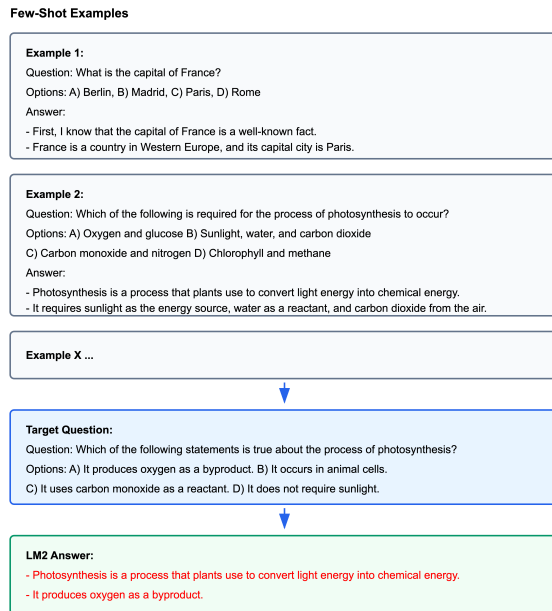 Few-Shot Examples
Example 1:
Question: What is the capital of France?
Options: A) Berlin, B) Madrid, C) Paris, D) Rome
Answer:
- First, I know that the capital of France is a well-known fact.
- France is a country in Western Europe, and its capital city is Paris.
Example 2:
Question: Which of the following is required for the process of photosynthesis to occur?
Options: A) Oxygen and glucose B) Sunlight, water, and carbon dioxide
C) Carbon monoxide and nitrogen D) Chlorophyll and methane
Answer:
- Photosynthesis is a process that plants use to convert light energy into chemical energy.
- It requires sunlight as the energy source, water as a reactant, and carbon dioxide from the air.
Example X ...
Target Question:
Question: Which of the following statements is true about the process of photosynthesis?
Options: A) It produces oxygen as a byproduct. B) It occurs in animal cells.
C) It uses carbon monoxide as a reactant. D) It does not require sunlight.
LM2 Answer:
- Photosynthesis is a process that plants use to convert light energy into chemical energy.
- It produces oxygen as a byproduct.